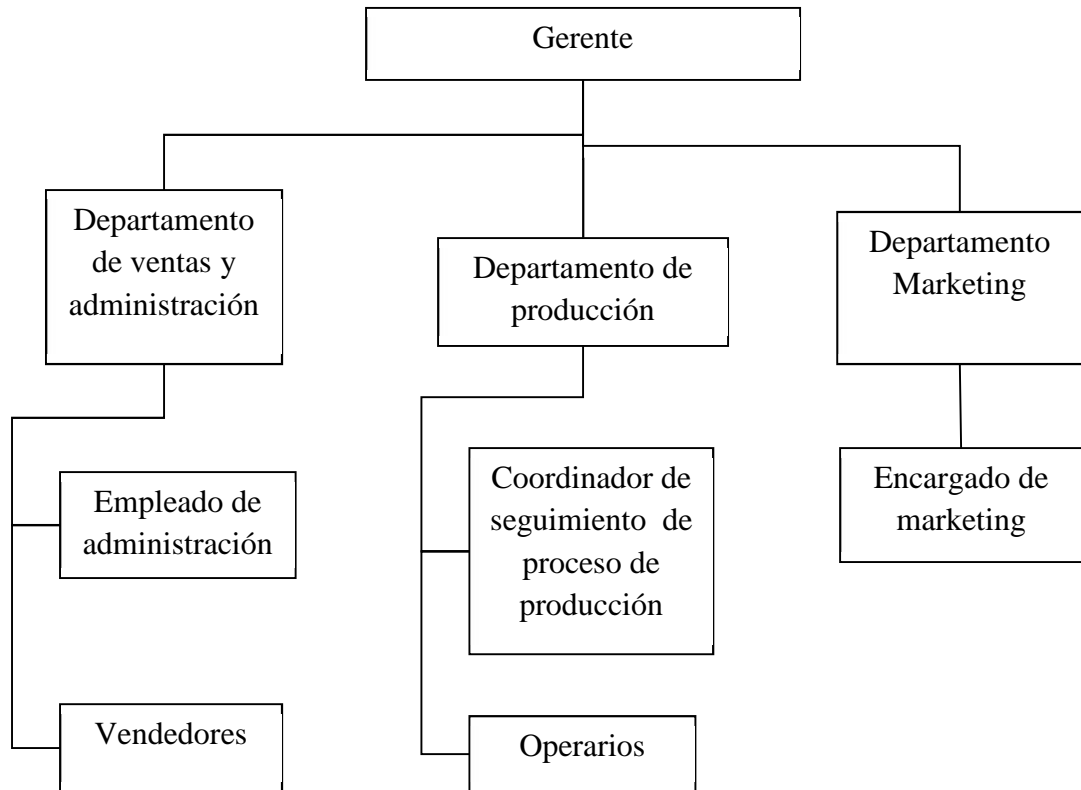 Gerente
Departamento
de ventas y
administración
Departamento de
producción
Departamento
Marketing
Empleado de
administración
Coordinador de
seguimiento de
proceso de
producción
Encargado de
marketing
Vendedores
Operarios